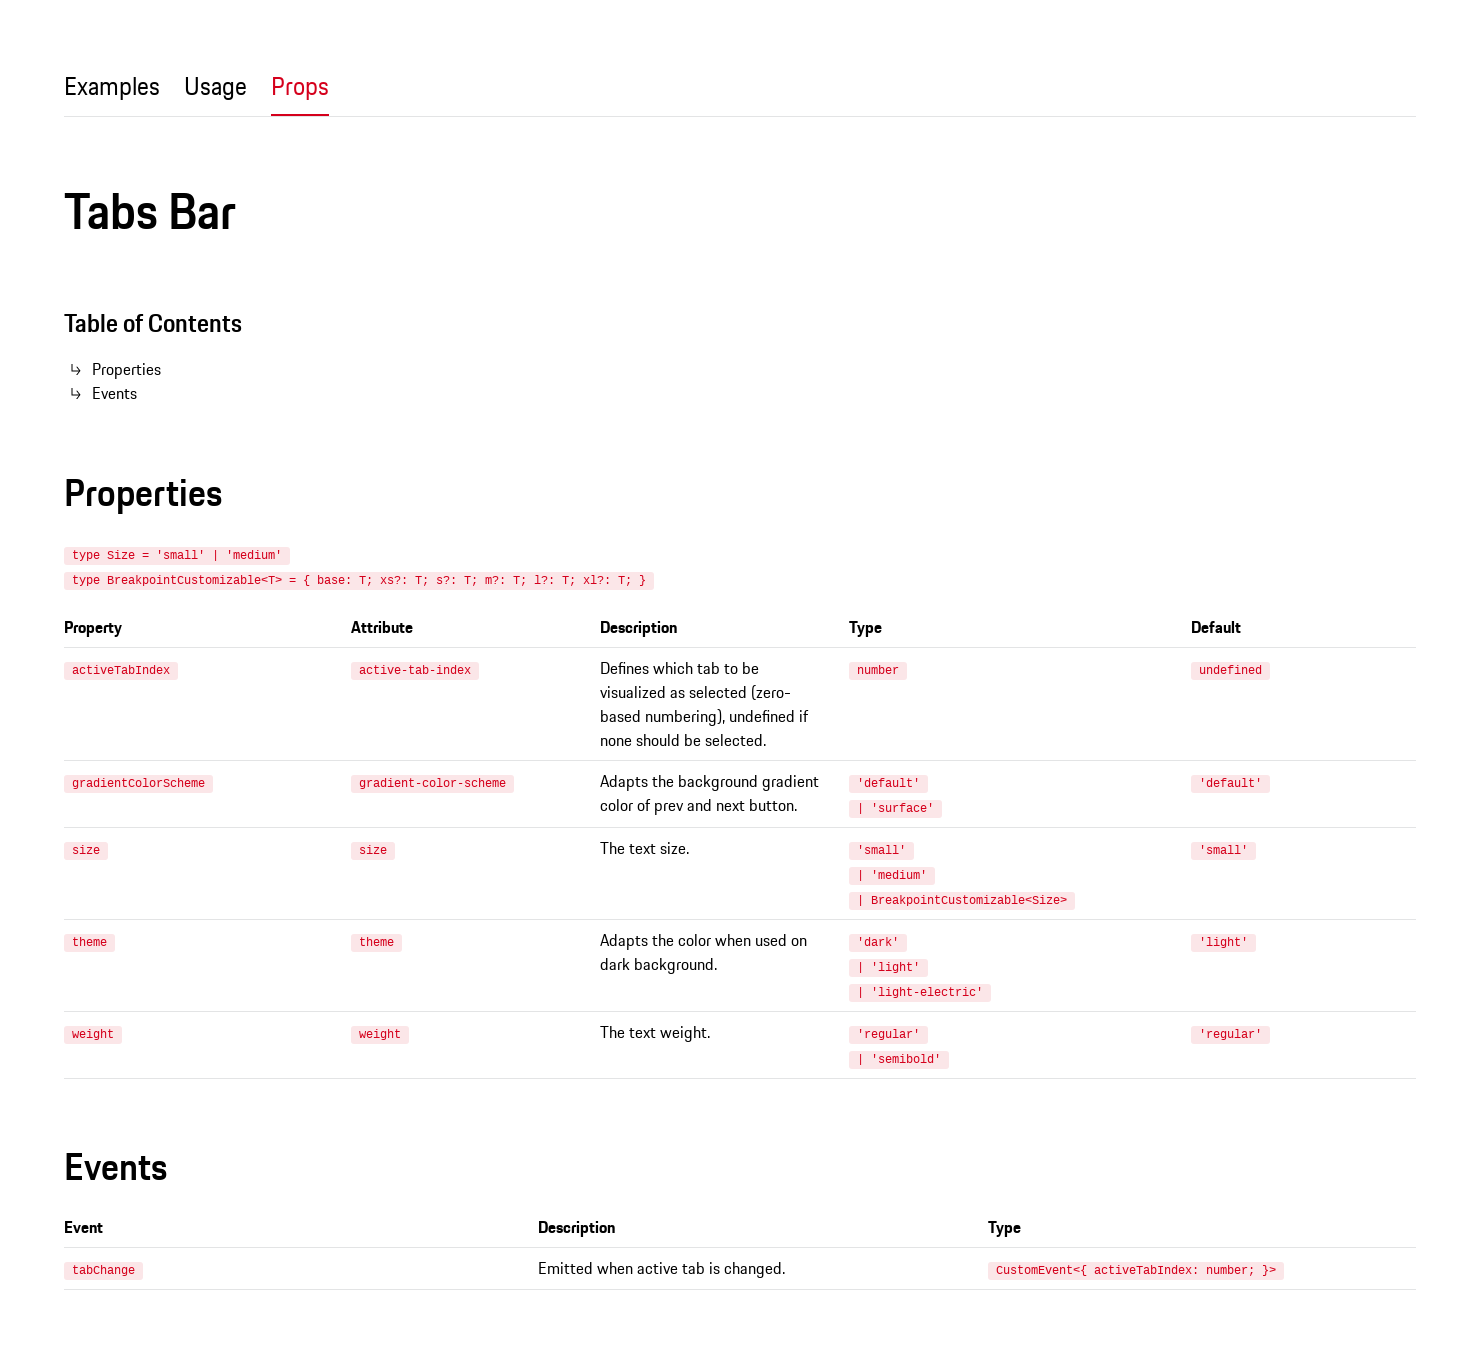 Examples Usage Props
Tabs Bar
Table of Contents
↳ Properties
↳ Events
Properties
type Size = 'small' | 'medium'
type BreakpointCustomizable<T> = { base: T; xs?: T; s?: T; m?: T; l?: T; xl?: T; }
Property Attribute Description Type Default
activeTabIndex active-tab-index Defines which tab to be number undefined
visualized as selected (zero-
based numbering), undefined if
none should be selected.
gradientColorScheme gradient-color-scheme Adapts the background gradient 'default' 'default'
color of prev and next button. | 'surface'
size size The text size. 'small' 'small'
| 'medium'
| BreakpointCustomizable<Size>
theme theme Adapts the color when used on 'dark' 'light'
dark background. | 'light'
| 'light-electric'
weight weight The text weight. 'regular' 'regular'
| 'semibold'
Events
Event Description Type
tabChange Emitted when active tab is changed. CustomEvent<{ activeTabIndex: number; }>